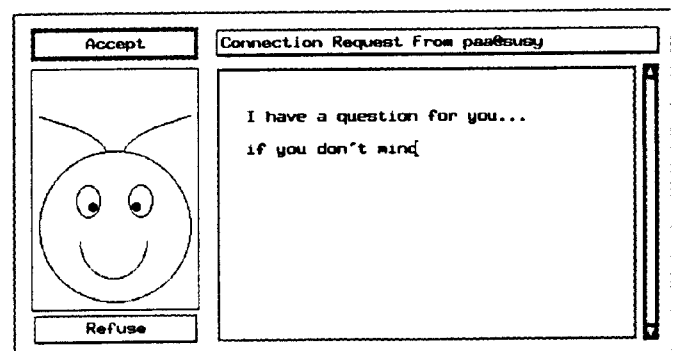 Accept
Connection Request From paa@susy
I have a question for you...
if you don't mind
Refuse